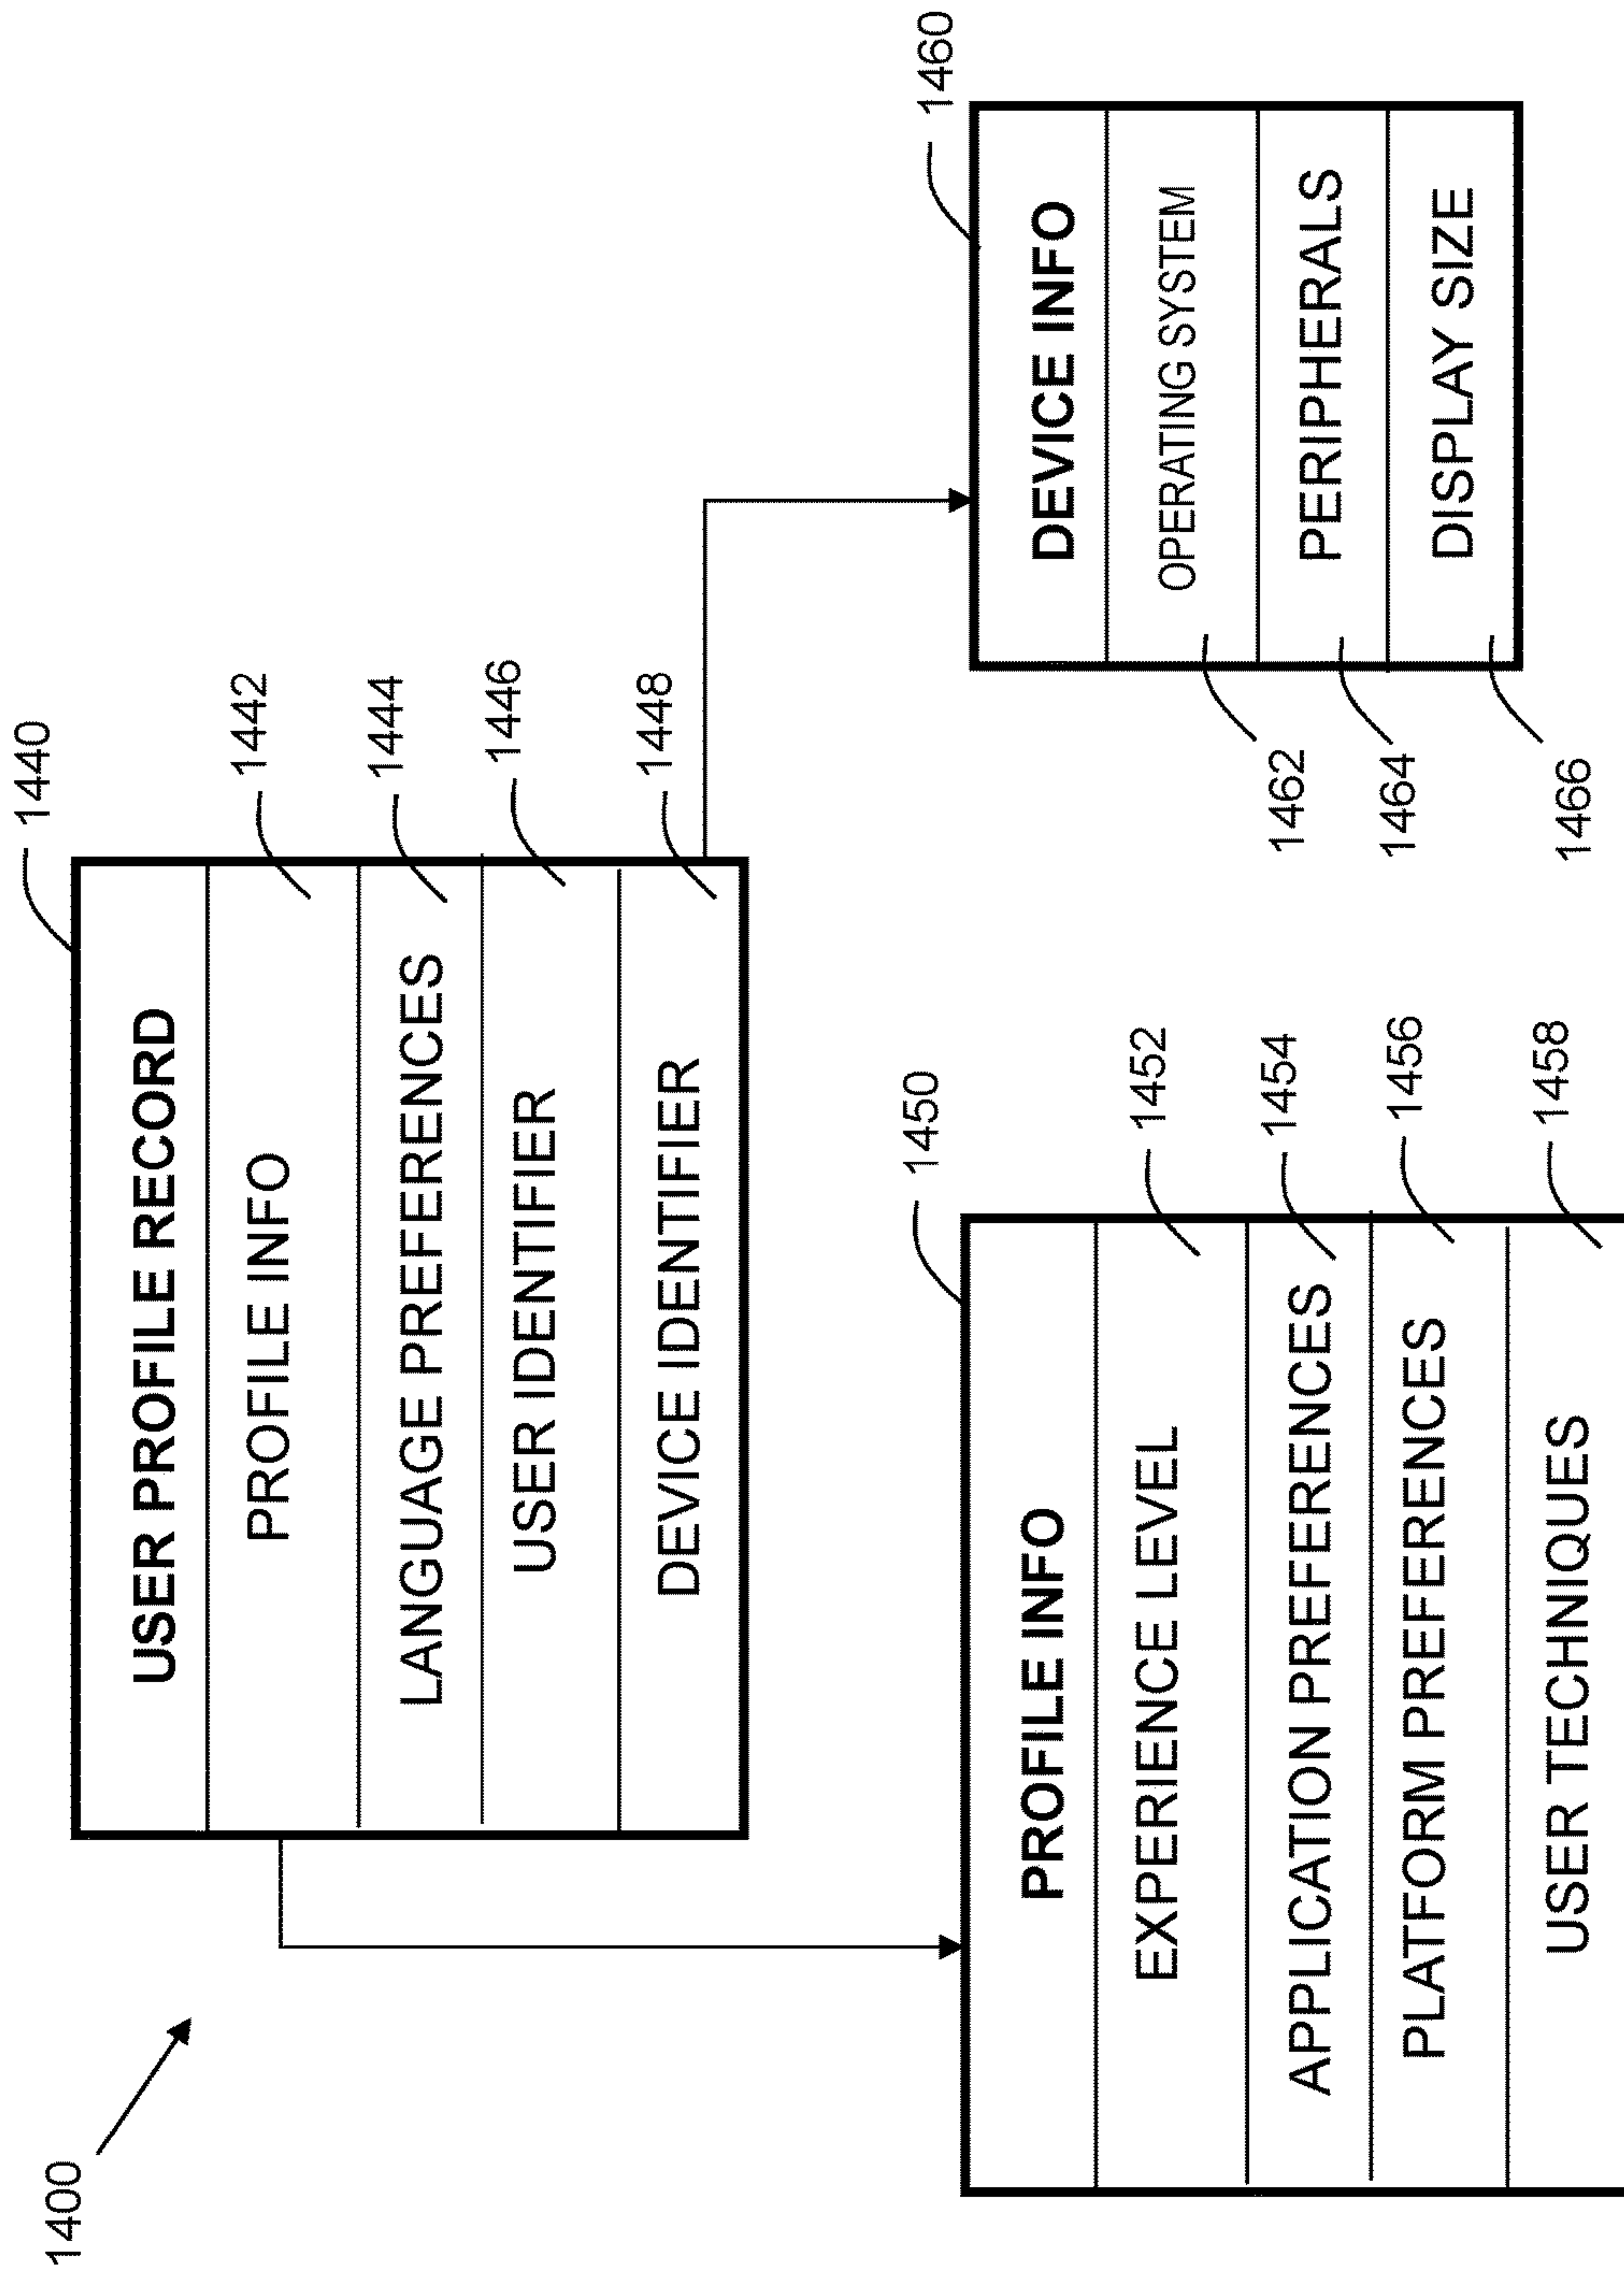 1400
1440
USER PROFILE RECORD
PROFILE INFO
1442
LANGUAGE PREFERENCES
1444
USER IDENTIFIER
1446
DEVICE IDENTIFIER
1448
1450
PROFILE INFO
EXPERIENCE LEVEL
1452
APPLICATION PREFERENCES
1454
PLATFORM PREFERENCES
1456
USER TECHNIQUES
1458
1460
DEVICE INFO
OPERATING SYSTEM
1462
PERIPHERALS
1464
DISPLAY SIZE
1466